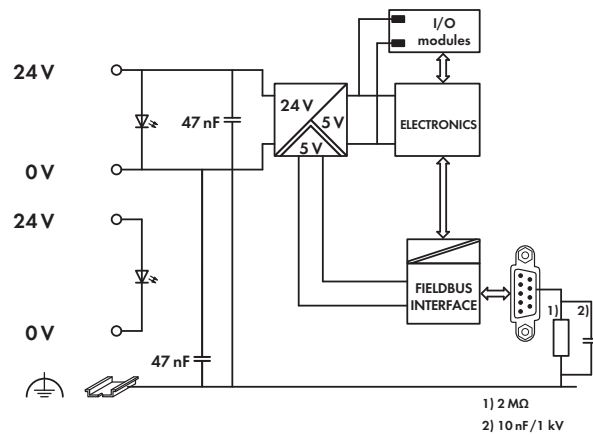 I/O
modules
24 V
24 V
5 V
5 V
47 nF
ELECTRONICS
0 V
24 V
FIELDBUS
INTERFACE
1)
2)
0 V
47 nF
1) 2 MΩ
2) 10 nF/1 kV